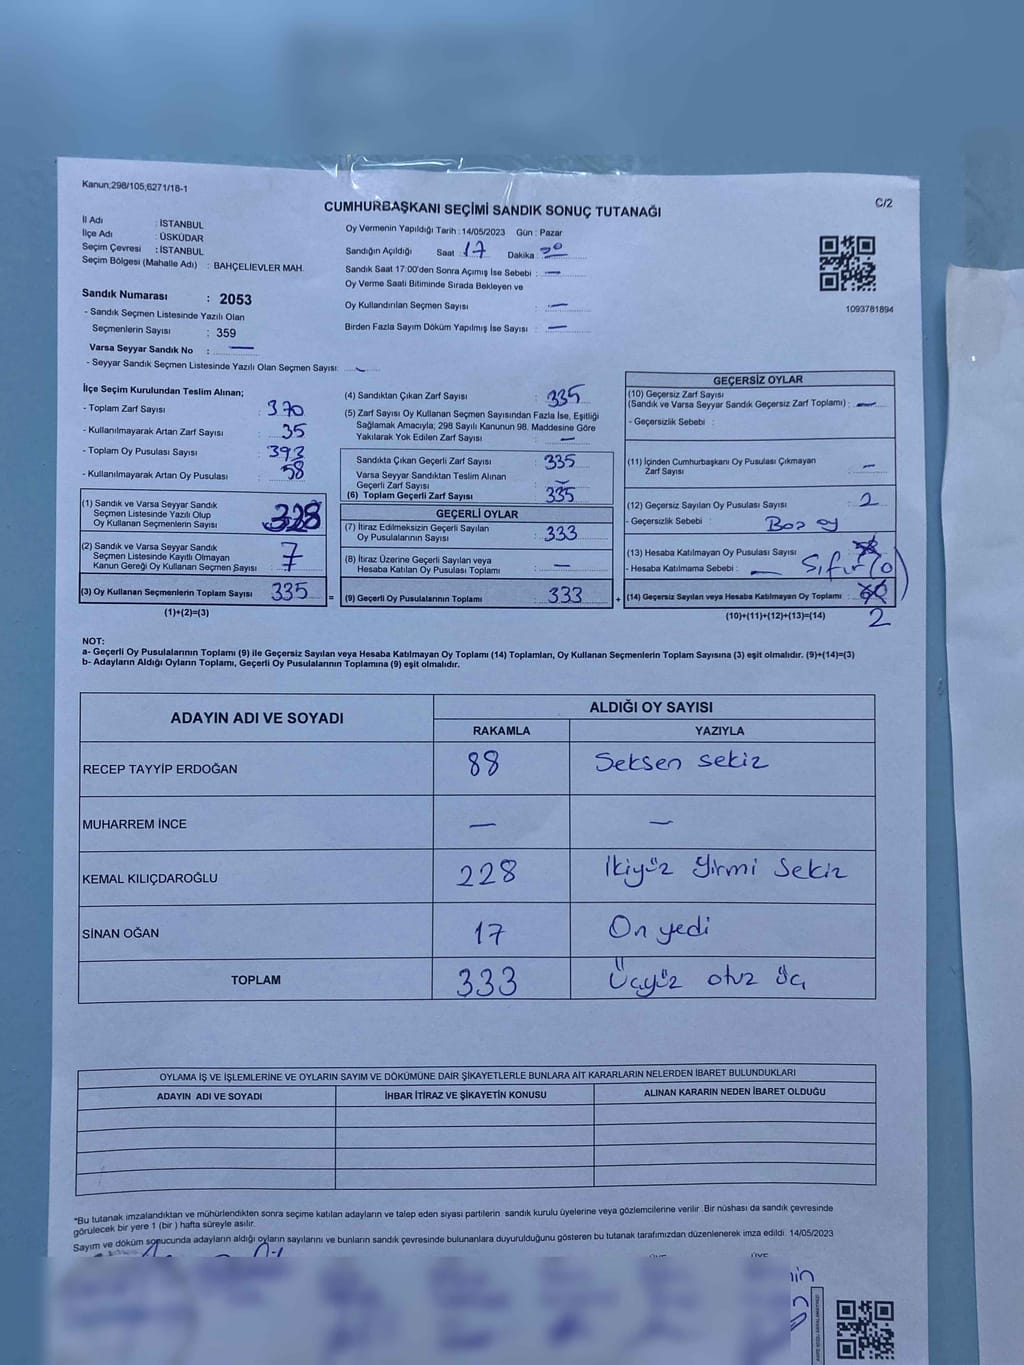 Kanun;298/105;6271/18-1
C/2
CUMHURBAŞKANI SEÇİMİ SANDIK SONUÇ TUTANAĞI
İl Adı : İSTANBUL
İlçe Adı : ÜSKÜDAR
Seçim Çevresi : İSTANBUL
Seçim Bölgesi (Mahalle Adı) : BAHÇELİEVLER MAH.
Sandık Numarası : 2053
- Sandık Seçmen Listesinde Yazılı Olan
Seçmenlerin Sayısı : 359
Varsa Seyyar Sandık No : —
- Seyyar Sandık Seçmen Listesinde Yazılı Olan Seçmen Sayısı: —
Oy Vermenin Yapıldığı Tarih : 14/05/2023 Gün : Pazar
Sandığın Açıldığı Saat : 17 Dakika :
Sandık Saat 17:00'den Sonra Açımış İse Sebebi : —
Oy Verme Saati Bitiminde Sırada Bekleyen ve
Oy Kullandırılan Seçmen Sayısı : —
Birden Fazla Sayım Döküm Yapılmış İse Sayısı : —
1093781894
İlçe Seçim Kurulundan Teslim Alınan;
- Toplam Zarf Sayısı : 370
- Kullanılmayarak Artan Zarf Sayısı : 35
- Toplam Oy Pusulası Sayısı : 393
- Kullanılmayarak Artan Oy Pusulası : 58
(1) Sandık ve Varsa Seyyar Sandık
Seçmen Listesinde Yazılı Olup
Oy Kullanan Seçmenlerin Sayısı : 328
(2) Sandık ve Varsa Seyyar Sandık
Seçmen Listesinde Kayıtlı Olmayan
Kanun Gereği Oy Kullanan Seçmen Sayısı : 7
(3) Oy Kullanan Seçmenlerin Toplam Sayısı : 335 =
(1)+(2)=(3)
(4) Sandıktan Çıkan Zarf Sayısı : 335
(5) Zarf Sayısı Oy Kullanan Seçmen Sayısından Fazla İse, Eşitliği
Sağlamak Amacıyla; 298 Sayılı Kanunun 98. Maddesine Göre
Yakılarak Yok Edilen Zarf Sayısı : —
Sandıkta Çıkan Geçerli Zarf Sayısı : 335
Varsa Seyyar Sandıktan Teslim Alınan
Geçerli Zarf Sayısı : —
(6) Toplam Geçerli Zarf Sayısı : 335
GEÇERLİ OYLAR
(7) İtiraz Edilmeksizin Geçerli Sayılan
Oy Pusulalarının Sayısı : 333
(8) İtiraz Üzerine Geçerli Sayılan veya
Hesaba Katılan Oy Pusulası Toplamı : —
(9) Geçerli Oy Pusulalarının Toplamı : 333 +
GEÇERSİZ OYLAR
(10) Geçersiz Zarf Sayısı
(Sandık ve Varsa Seyyar Sandık Geçersiz Zarf Toplamı) : —
- Geçersizlik Sebebi :
(11) İçinden Cumhurbaşkanı Oy Pusulası Çıkmayan
Zarf Sayısı : —
(12) Geçersiz Sayılan Oy Pusulası Sayısı : 2
- Geçersizlik Sebebi : Boş oy
(13) Hesaba Katılmayan Oy Pusulası Sayısı : 58
- Hesaba Katılmama Sebebi : — Sıfır(0)
(14) Geçersiz Sayılan veya Hesaba Katılmayan Oy Toplamı : 60
(10)+(11)+(12)+(13)=(14) 2
NOT:
a- Geçerli Oy Pusulalarının Toplamı (9) ile Geçersiz Sayılan veya Hesaba Katılmayan Oy Toplamı (14) Toplamları, Oy Kullanan Seçmenlerin Toplam Sayısına (3) eşit olmalıdır. (9)+(14)=(3)
b- Adayların Aldığı Oyların Toplamı, Geçerli Oy Pusulalarının Toplamına (9) eşit olmalıdır.
ADAYIN ADI VE SOYADI ALDIĞI OY SAYISI
RAKAMLA YAZIYLA
RECEP TAYYİP ERDOĞAN 88 Seksen sekiz
MUHARREM İNCE — —
KEMAL KILIÇDAROĞLU 228 İkiyüz Yirmi Sekiz
SİNAN OĞAN 17 On yedi
TOPLAM 333 Üçyüz otuz üç
OYLAMA İŞ VE İŞLEMLERİNE VE OYLARIN SAYIM VE DÖKÜMÜNE DAİR ŞİKAYETLERLE BUNLARA AİT KARARLARIN NELERDEN İBARET BULUNDUKLARI
ADAYIN ADI VE SOYADI İHBAR İTİRAZ VE ŞİKAYETİN KONUSU ALINAN KARARIN NEDEN İBARET OLDUĞU
*Bu tutanak imzalandıktan ve mühürlendikten sonra seçime katılan adayların ve talep eden siyasi partilerin sandık kurulu üyelerine veya gözlemcilerine verilir. Bir nüshası da sandık çevresinde
görülecek bir yere 1 (bir ) hafta süreyle asılır.
Sayım ve döküm sonucunda adayların aldığı oyların sayılarını ve bunların sandık çevresinde bulunanlara duyurulduğunu gösteren bu tutanak tarafımızdan düzenlenerek imza edildi. 14/05/2023